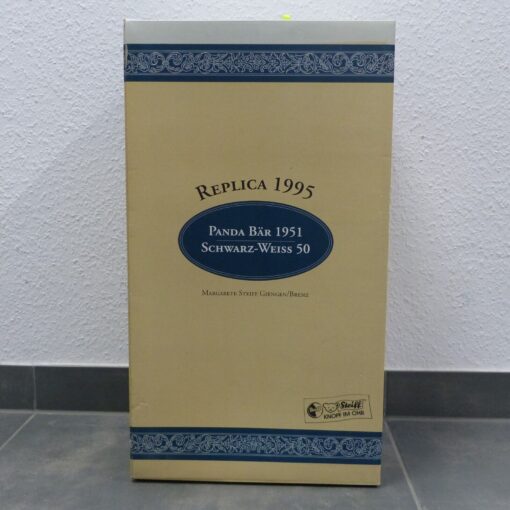 REPLICA 1995
PANDA BÄR 1951
SCHWARZ-WEISS 50
MARGARETE STEIFF GIENGEN/BRENZ
Steiff
KNOPF IM OHR